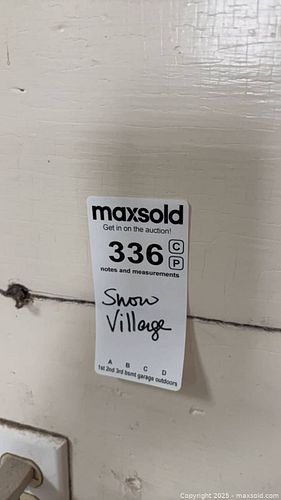 maxsold
Get in on the auction!
336 C
P
notes and measurements
Snow
Village
A B C D
1st 2nd 3rd bsmt garage outdoors
Copyright © 2025 - maxsold.com